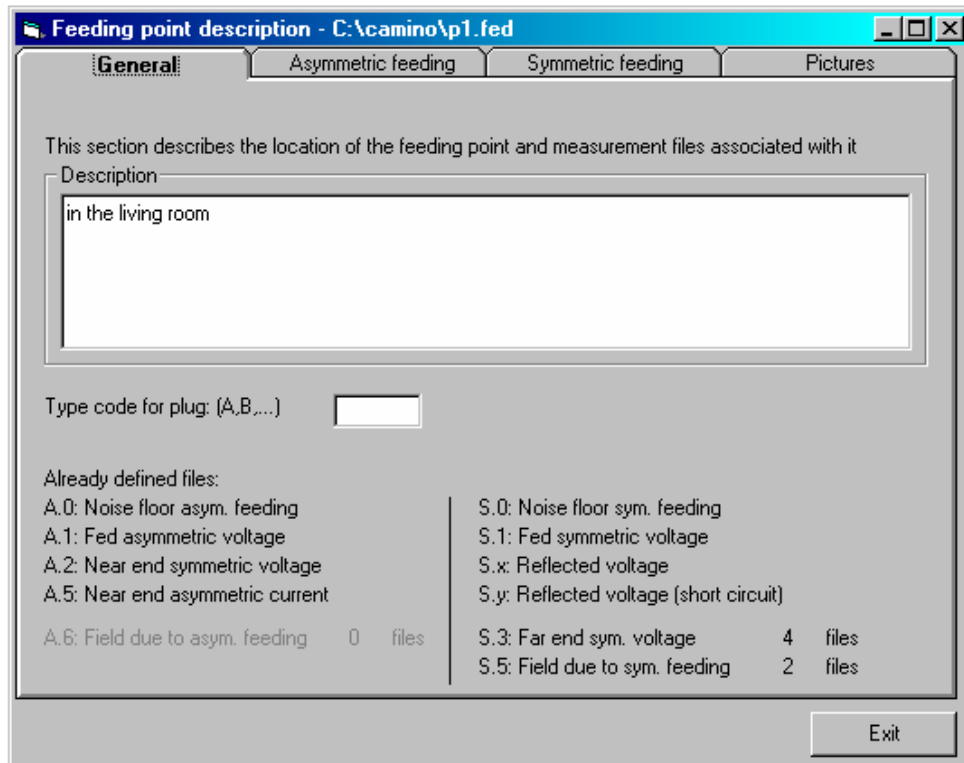 Feeding point description - C:\camino\p1.fed
General Asymmetric feeding Symmetric feeding Pictures
This section describes the location of the feeding point and measurement files associated with it
Description
in the living room
Type code for plug: (A,B,...)
Already defined files:
A.0: Noise floor asym. feeding
A.1: Fed asymmetric voltage
A.2: Near end symmetric voltage
A.5: Near end asymmetric current
A.6: Field due to asym. feeding 0 files
S.0: Noise floor sym. feeding
S.1: Fed symmetric voltage
S.x: Reflected voltage
S.y: Reflected voltage (short circuit)
S.3: Far end sym. voltage 4 files
S.5: Field due to sym. feeding 2 files
Exit